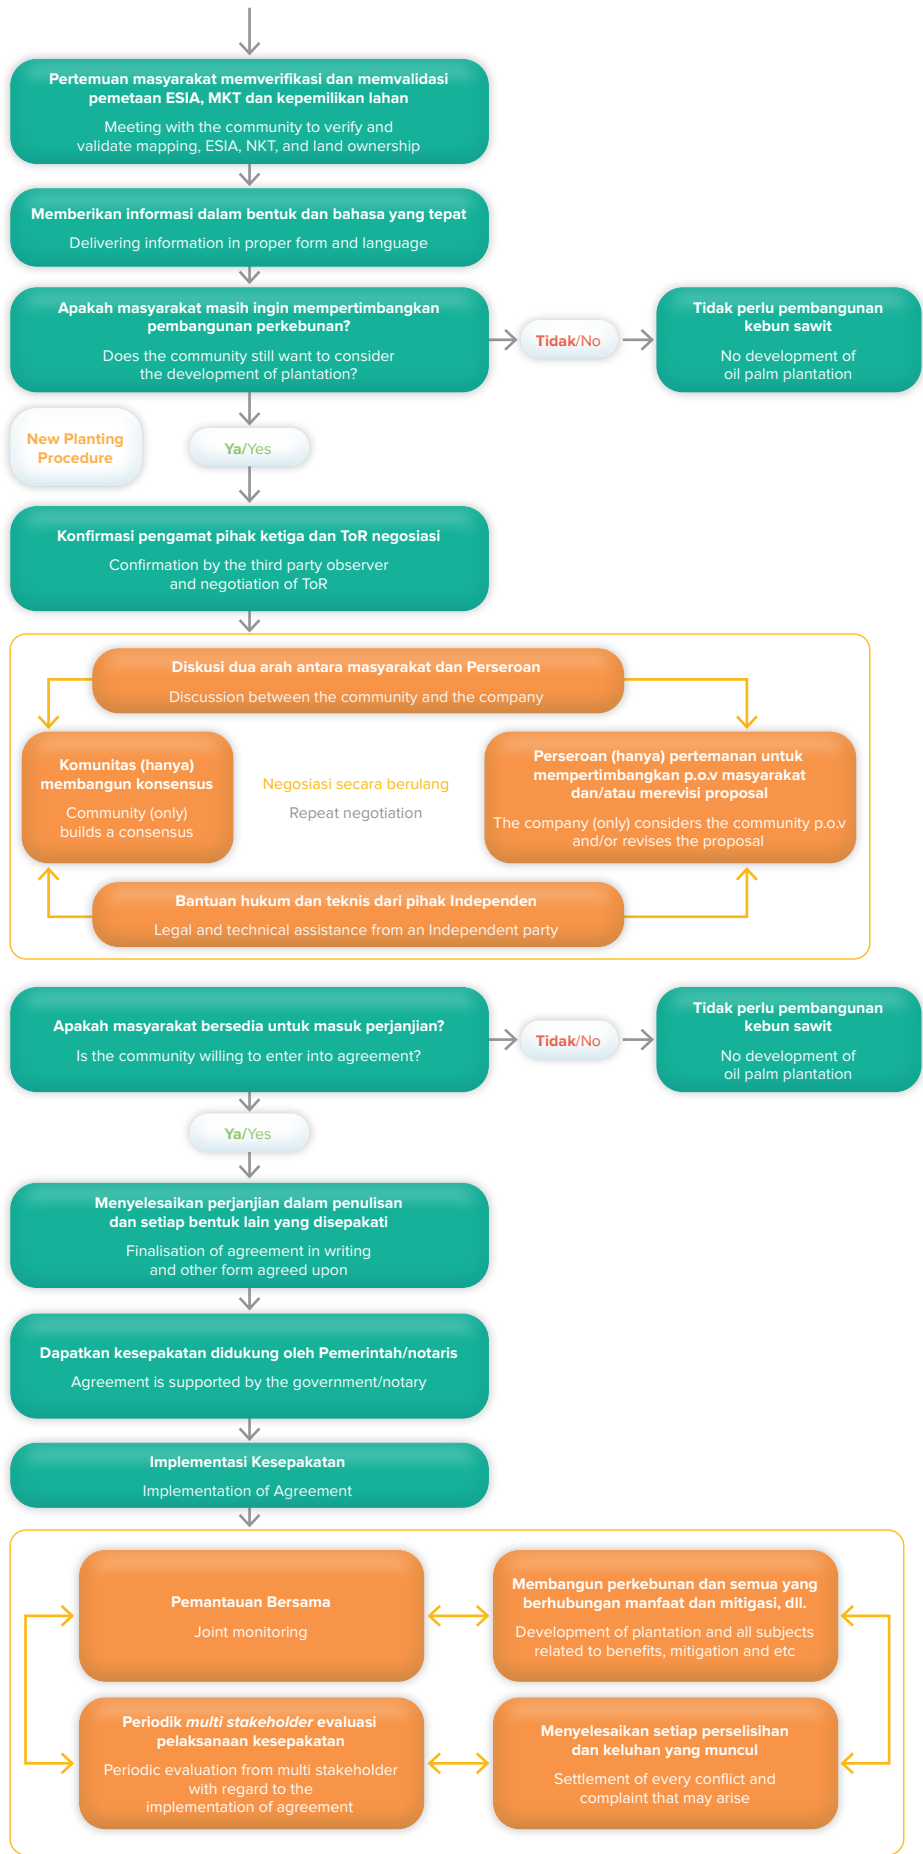 Pertemuan masyarakat memverifikasi dan memvalidasi
pemetaan ESIA, MKT dan kepemilikan lahan
Meeting with the community to verify and
validate mapping, ESIA, NKT, and land ownership
Memberikan informasi dalam bentuk dan bahasa yang tepat
Delivering information in proper form and language
Apakah masyarakat masih ingin mempertimbangkan
pembangunan perkebunan?
Does the community still want to consider
the development of plantation?
Tidak/No
Tidak perlu pembangunan
kebun sawit
No development of
oil palm plantation
New Planting
Procedure
Ya/Yes
Konfirmasi pengamat pihak ketiga dan ToR negosiasi
Confirmation by the third party observer
and negotiation of ToR
Diskusi dua arah antara masyarakat dan Perseroan
Discussion between the community and the company
Komunitas (hanya)
membangun konsensus
Community (only)
builds a consensus
Negosiasi secara berulang
Repeat negotiation
Perseroan (hanya) pertemanan untuk
mempertimbangkan p.o.v masyarakat
dan/atau merevisi proposal
The company (only) considers the community p.o.v
and/or revises the proposal
Bantuan hukum dan teknis dari pihak Independen
Legal and technical assistance from an Independent party
Apakah masyarakat bersedia untuk masuk perjanjian?
Is the community willing to enter into agreement?
Tidak/No
Tidak perlu pembangunan
kebun sawit
No development of
oil palm plantation
Ya/Yes
Menyelesaikan perjanjian dalam penulisan
dan setiap bentuk lain yang disepakati
Finalisation of agreement in writing
and other form agreed upon
Dapatkan kesepakatan didukung oleh Pemerintah/notaris
Agreement is supported by the government/notary
Implementasi Kesepakatan
Implementation of Agreement
Pemantauan Bersama
Joint monitoring
Membangun perkebunan dan semua yang
berhubungan manfaat dan mitigasi, dll.
Development of plantation and all subjects
related to benefits, mitigation and etc
Periodik multi stakeholder evaluasi
pelaksanaan kesepakatan
Periodic evaluation from multi stakeholder
with regard to the
implementation of agreement
Menyelesaikan setiap perselisihan
dan keluhan yang muncul
Settlement of every conflict and
complaint that may arise